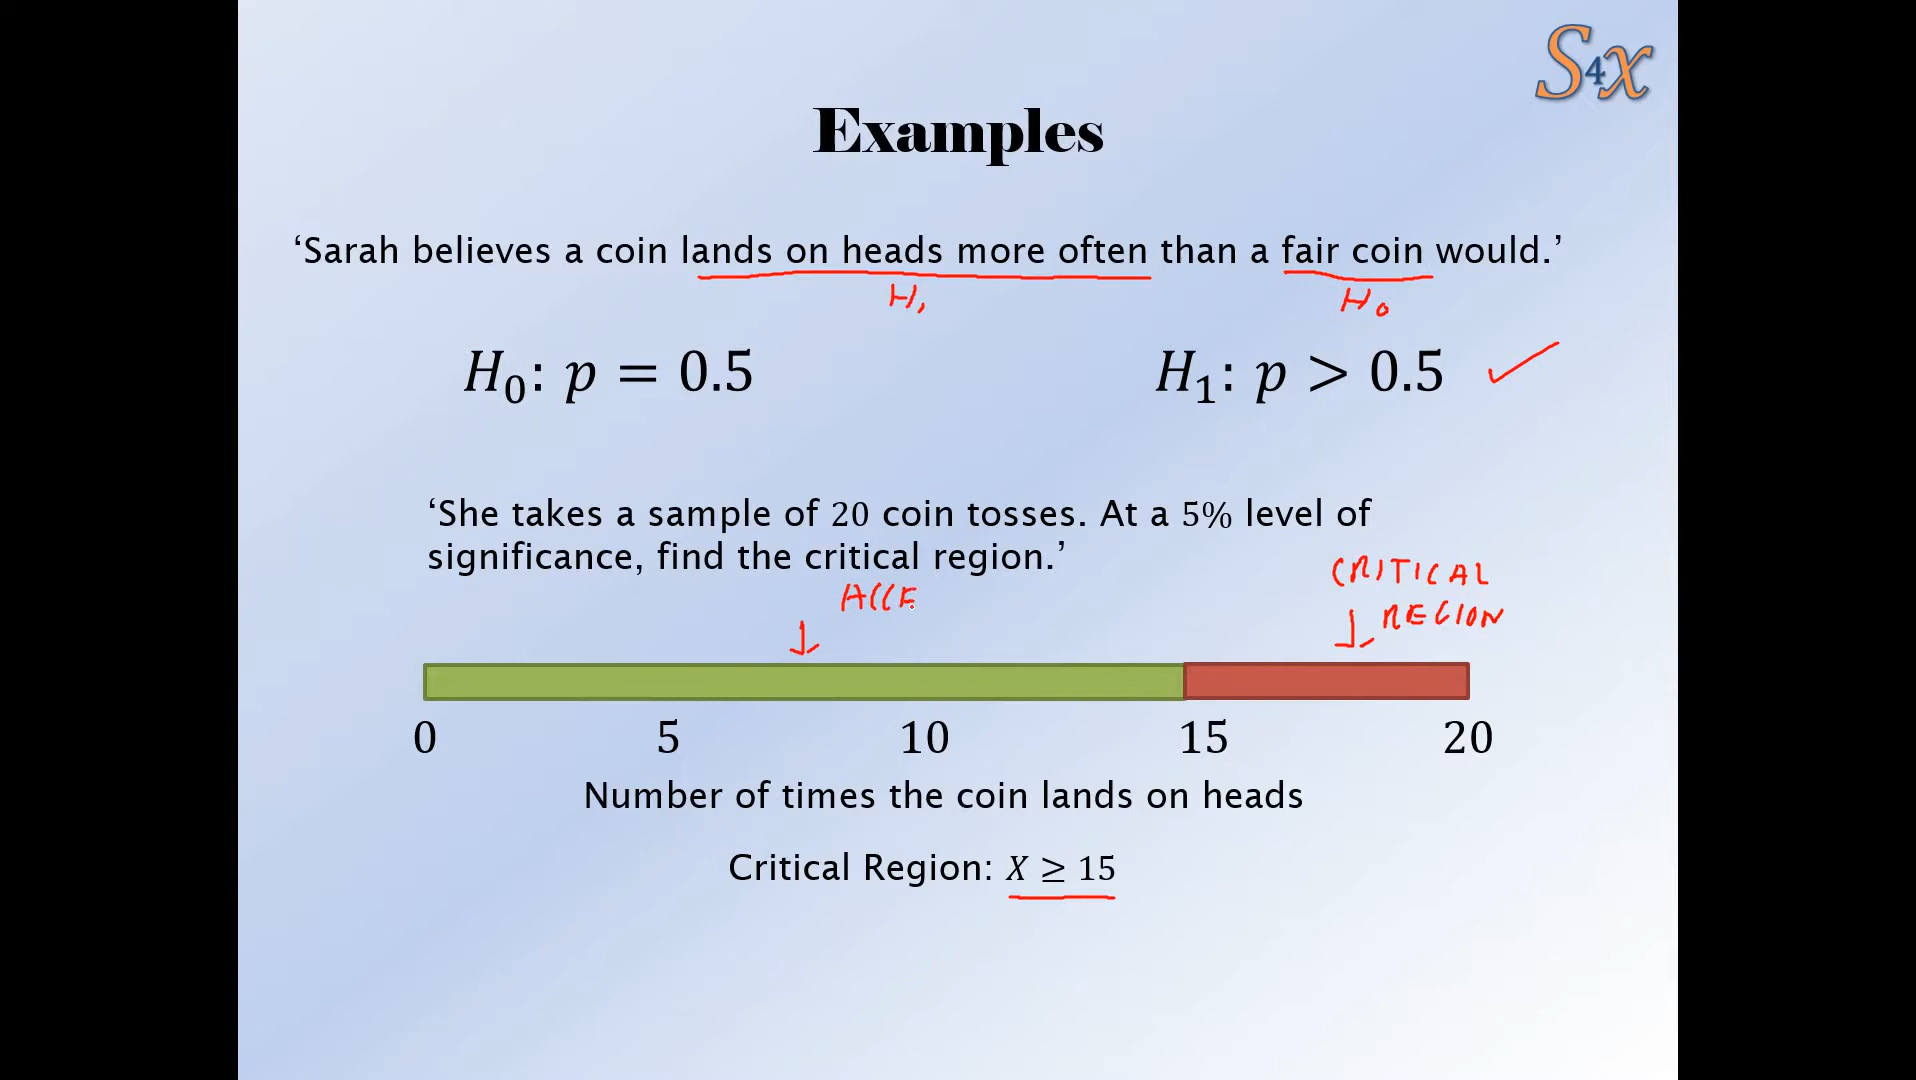 S4x
Examples
‘Sarah believes a coin lands on heads more often than a fair coin would.’
H₁ H₀
H₀: p = 0.5 H₁: p > 0.5
‘She takes a sample of 20 coin tosses. At a 5% level of
significance, find the critical region.’
CRITICAL
REGION
ACCE
0 5 10 15 20
Number of times the coin lands on heads
Critical Region: X ≥ 15